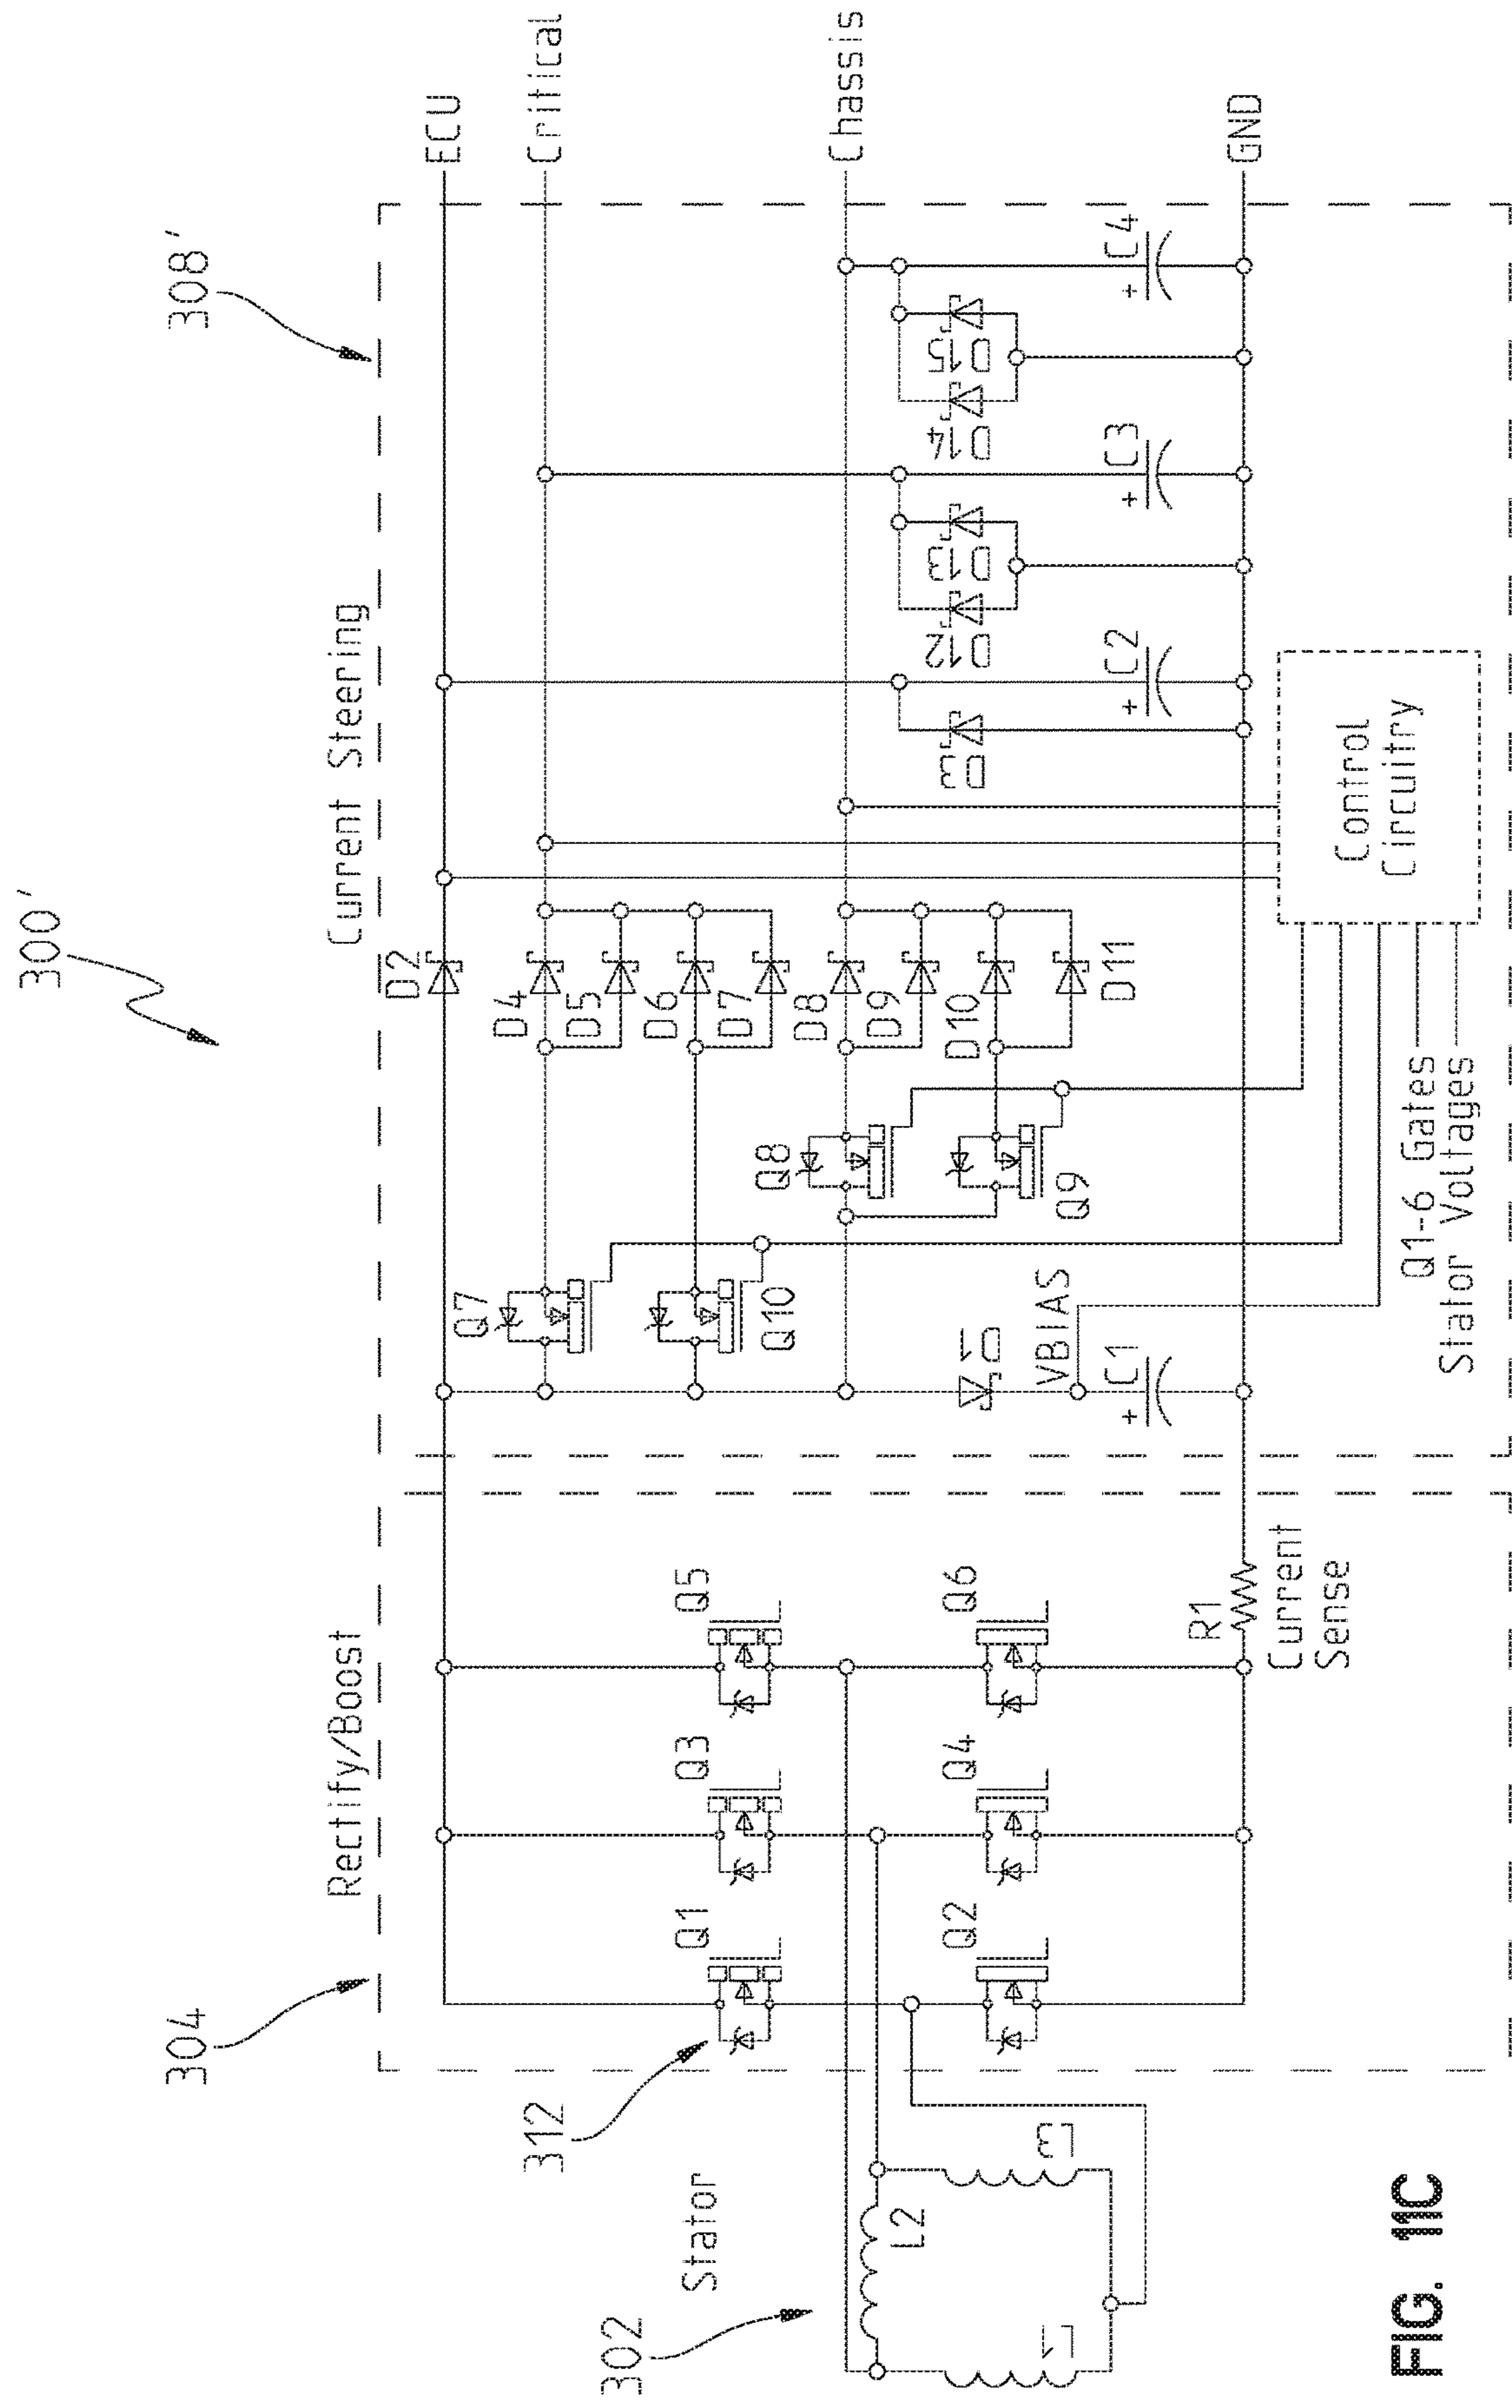 300'
304
Rectify/Boost
Current Steering
308'
312
302
Stator
L1
L2
L3
Q1
Q3
Q5
Q2
Q4
Q6
R1
Current
Sense
Q7
Q10
Q8
Q9
D1
VBIAS
+ C1
D2
D4
D5
D6
D7
D8
D9
D10
D11
D3
+ C2
D12
D13
+ C3
D14
D15
+ C4
ECU
Critical
Chassis
GND
Control
Circuitry
Q1-6 Gates
Stator Voltages
FIG. 11C